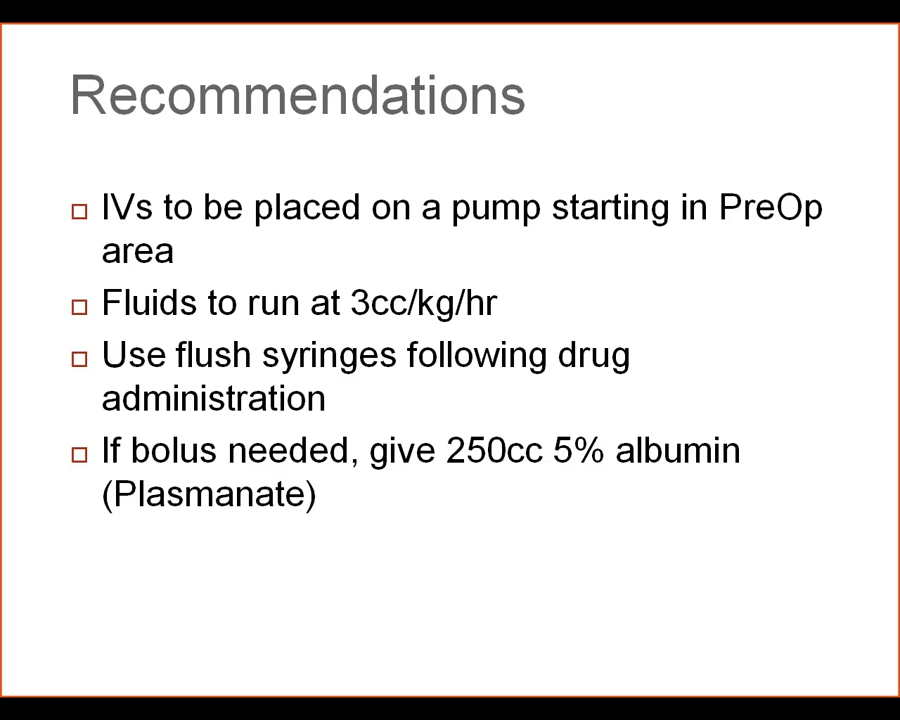 Recommendations
IVs to be placed on a pump starting in PreOp
area
Fluids to run at 3cc/kg/hr
Use flush syringes following drug
administration
If bolus needed, give 250cc 5% albumin
(Plasmanate)